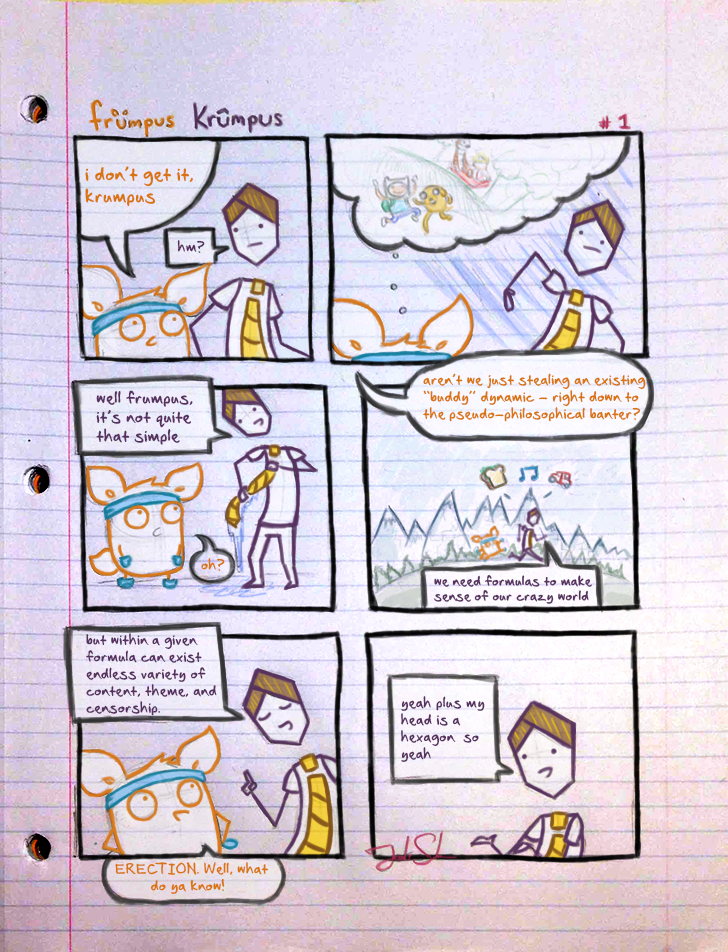 frümpus Krûmpus
#1
i don't get it,
krumpus
hm?
aren't we just stealing an existing
"buddy" dynamic – right down to
the pseudo-philosophical banter?
well frumpus,
it's not quite
that simple
oh?
we need formulas to make
sense of our crazy world
but within a given
formula can exist
endless variety of
content, theme, and
censorship.
ERECTION. Well, what
do ya know!
yeah plus my
head is a
hexagon so
yeah